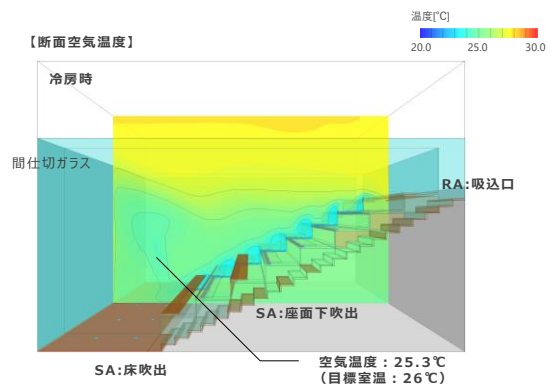 温度[℃]
20.0 25.0 30.0
【断面空気温度】
冷房時
間仕切ガラス
RA:吸込口
SA:座面下吹出
SA:床吹出
空気温度：25.3℃
（目標室温：26℃）